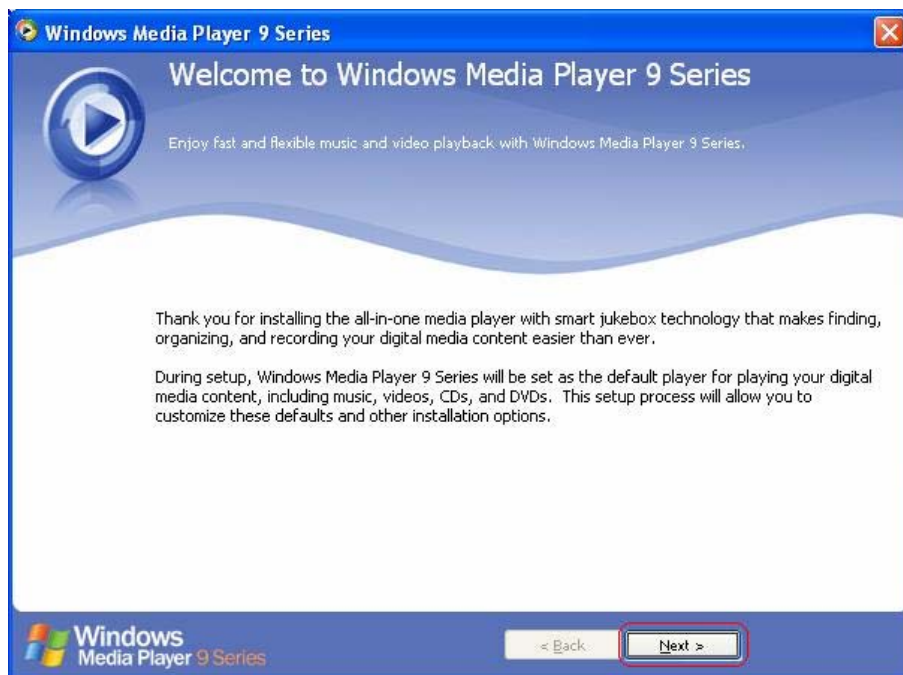 Windows Media Player 9 Series
Welcome to Windows Media Player 9 Series
Enjoy fast and flexible music and video playback with Windows Media Player 9 Series.
Thank you for installing the all-in-one media player with smart jukebox technology that makes finding,
organizing, and recording your digital media content easier than ever.
During setup, Windows Media Player 9 Series will be set as the default player for playing your digital
media content, including music, videos, CDs, and DVDs. This setup process will allow you to
customize these defaults and other installation options.
Windows
Media Player 9 Series
< Back
Next >